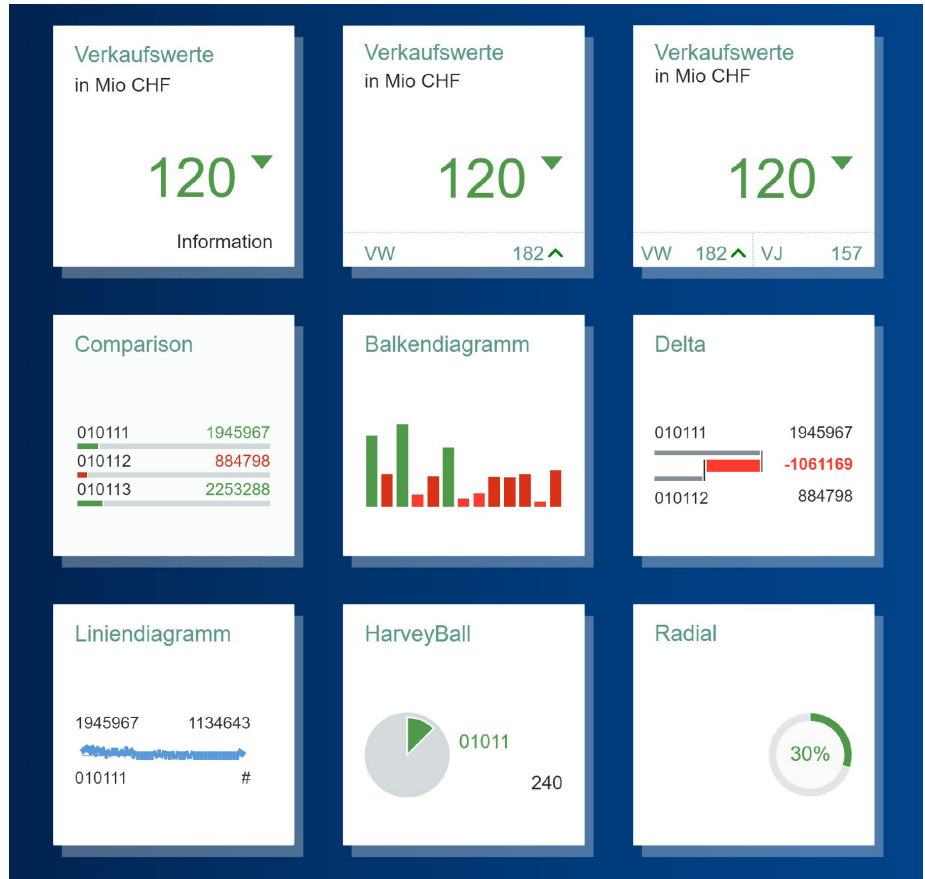 Verkaufswerte
in Mio CHF
120
Information
Verkaufswerte
in Mio CHF
120
VW 182
Verkaufswerte
in Mio CHF
120
VW 182 VJ 157
Comparison
010111 1945967
010112 884798
010113 2253288
Balkendiagramm
Delta
010111 1945967
-1061169
010112 884798
Liniendiagramm
1945967 1134643
010111 #
HarveyBall
01011
240
Radial
30%